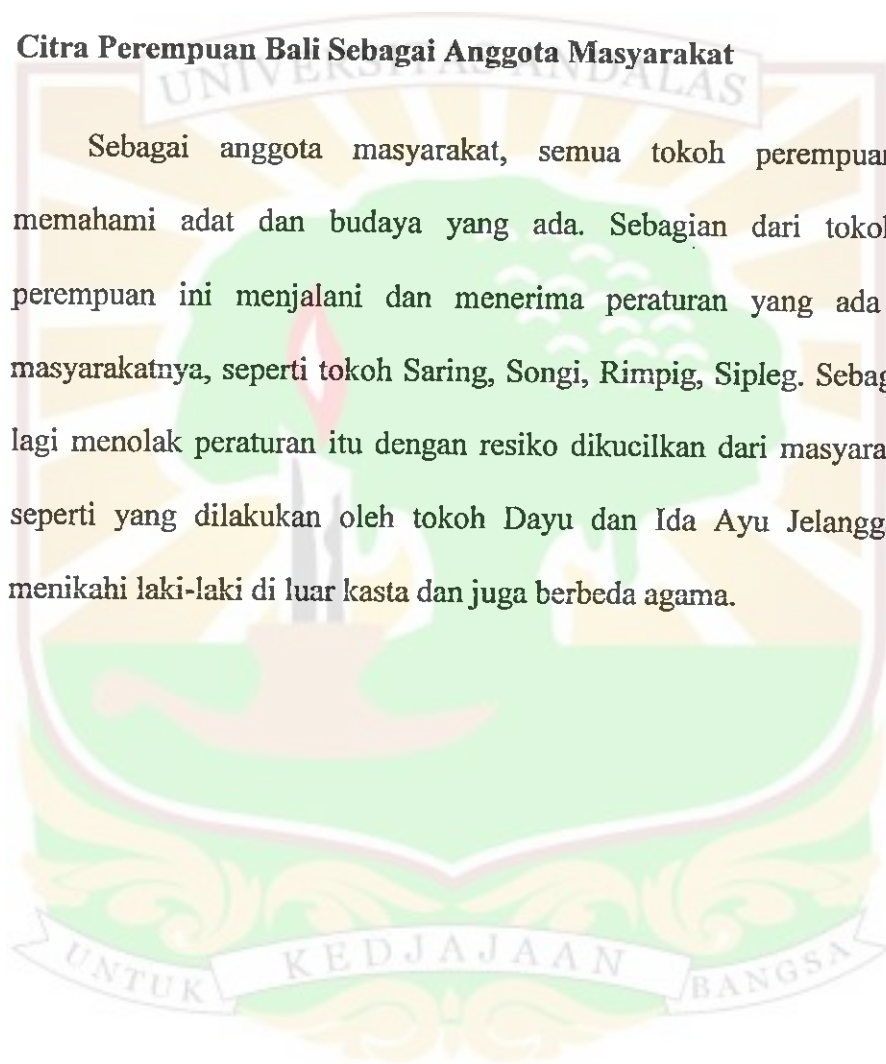 Citra Perempuan Bali Sebagai Anggota Masyarakat
UNIVERSITAS ANDALAS
Sebagai anggota masyarakat, semua tokoh perempuan
memahami adat dan budaya yang ada. Sebagian dari tokoh
perempuan ini menjalani dan menerima peraturan yang ada
masyarakatnya, seperti tokoh Saring, Songi, Rimpig, Sipleg. Sebag
lagi menolak peraturan itu dengan resiko dikucilkan dari masyara
seperti yang dilakukan oleh tokoh Dayu dan Ida Ayu Jelangg
menikahi laki-laki di luar kasta dan juga berbeda agama.
UNTUK KEDJAJAAN BANGSA